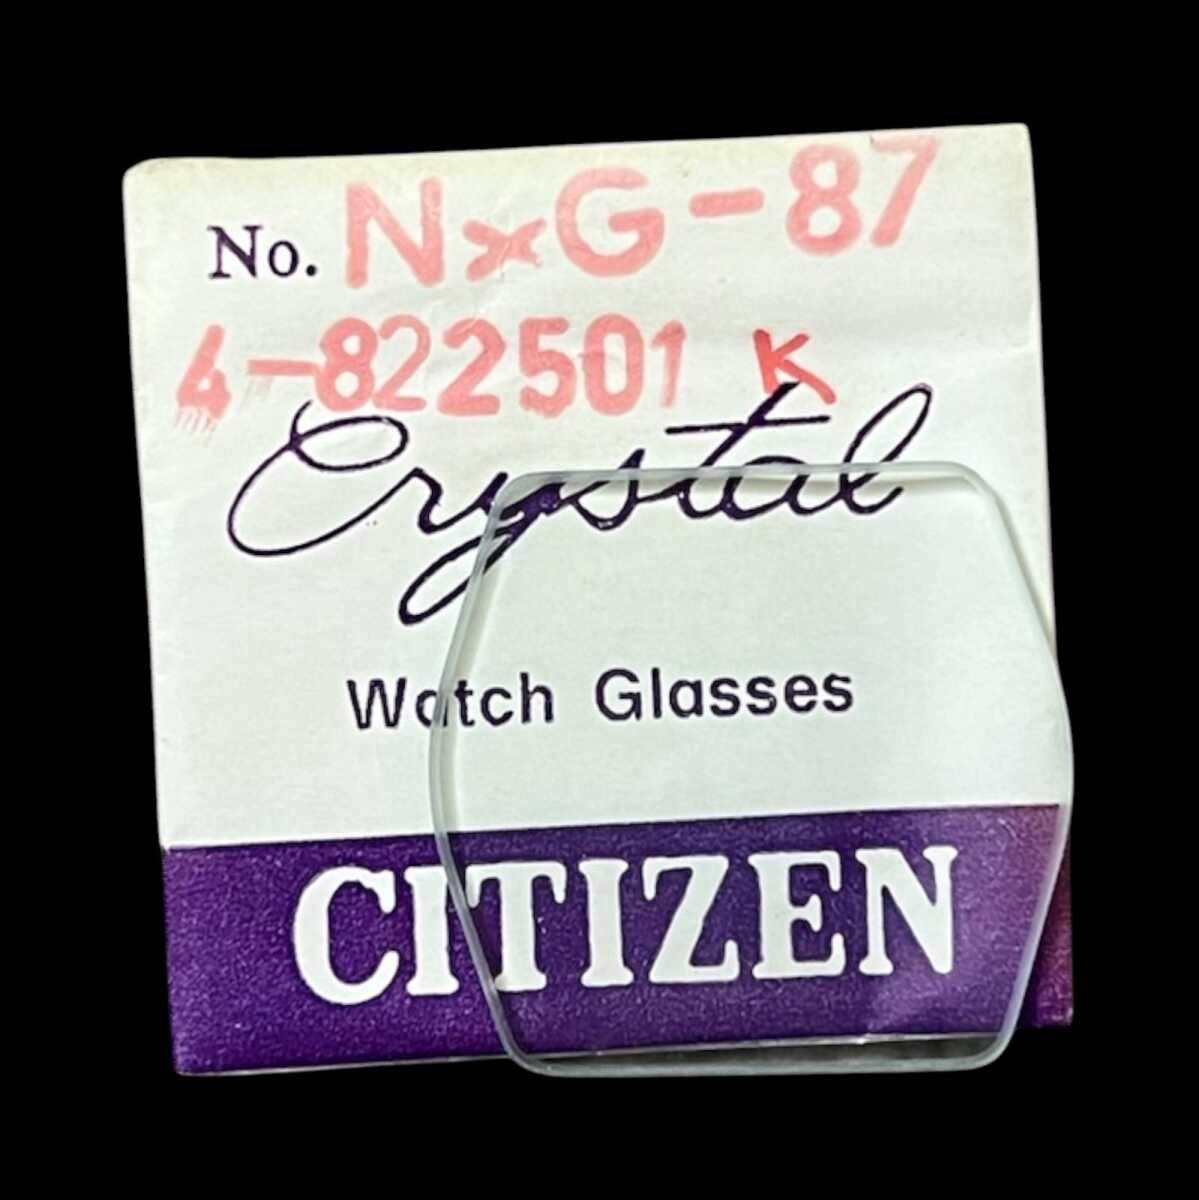 No. NxG-87
4-822501 K
Crystal
Watch Glasses
CITIZEN